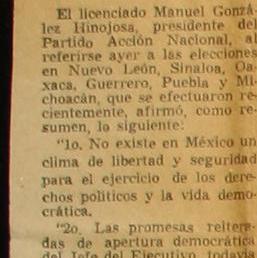 El licenciado Manuel Gonzá-
lez Hinojosa, presidente del
Partido Acción Nacional, al
referirse ayer a las elecciones
en Nuevo León, Sinaloa, Oa-
xaca, Guerrero, Puebla y Mi-
choacán, que se efectuaron re-
cientemente, afirmó, como re-
sumen, lo siguiente:
"1o. No existe en México un
clima de libertad y seguridad
para el ejercicio de los dere-
chos políticos y la vida demo-
crática.
"2o. Las promesas reitera-
das de apertura democrática
del Jefe del Ejecutivo, todavía